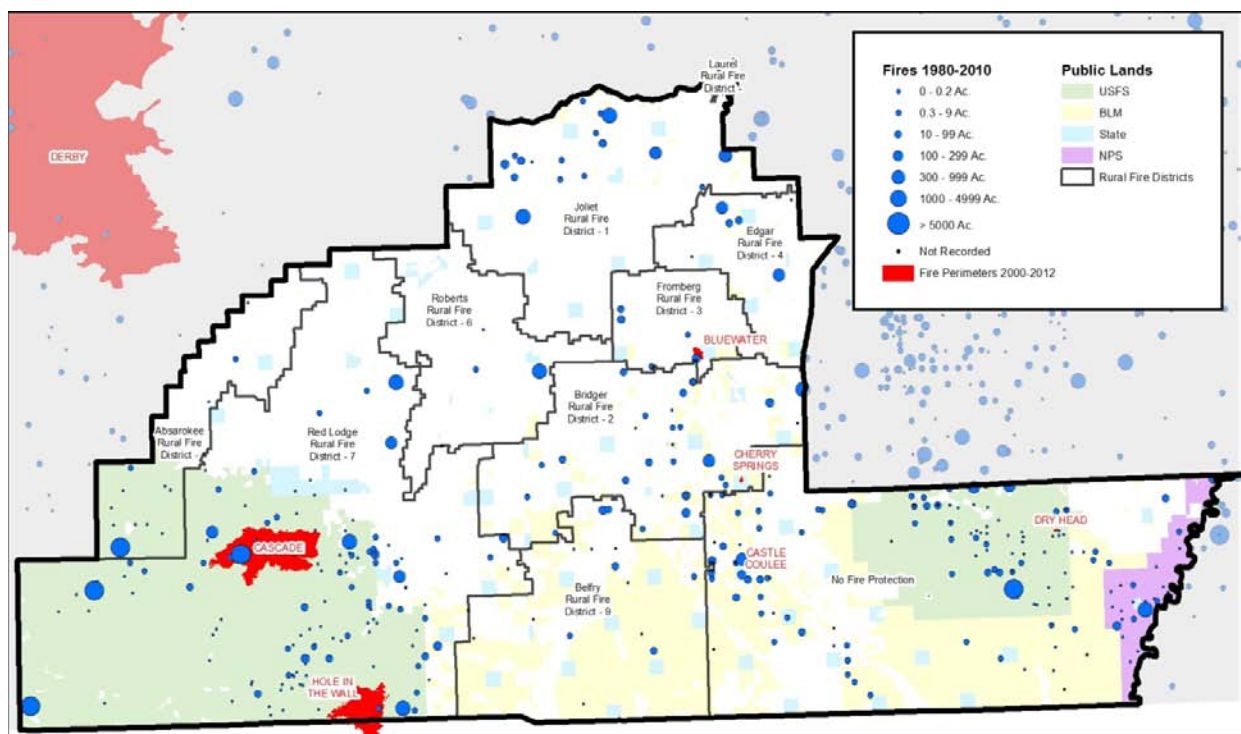 Laurel
Rural Fire
District -
DERBY
Joliet
Rural Fire
District - 1
Edgar
Rural Fire
District - 4
Fromberg
Rural Fire
District - 3
Roberts
Rural Fire
District - 6
BLUEWATER
Bridger
Rural Fire
District - 2
Absarokee
Rural Fire
District -
Red Lodge
Rural Fire
District - 7
CHERRY
SPRINGS
DRY HEAD
CASCADE
CASTLE
COULEE
No Fire Protection
Belfry
Rural Fire
District - 9
HOLE IN
THE WALL
Fires 1980-2010
0 - 0.2 Ac.
0.3 - 9 Ac.
10 - 99 Ac.
100 - 299 Ac.
300 - 999 Ac.
1000 - 4999 Ac.
> 5000 Ac.
Not Recorded
Fire Perimeters 2000-2012
Public Lands
USFS
BLM
State
NPS
Rural Fire Districts